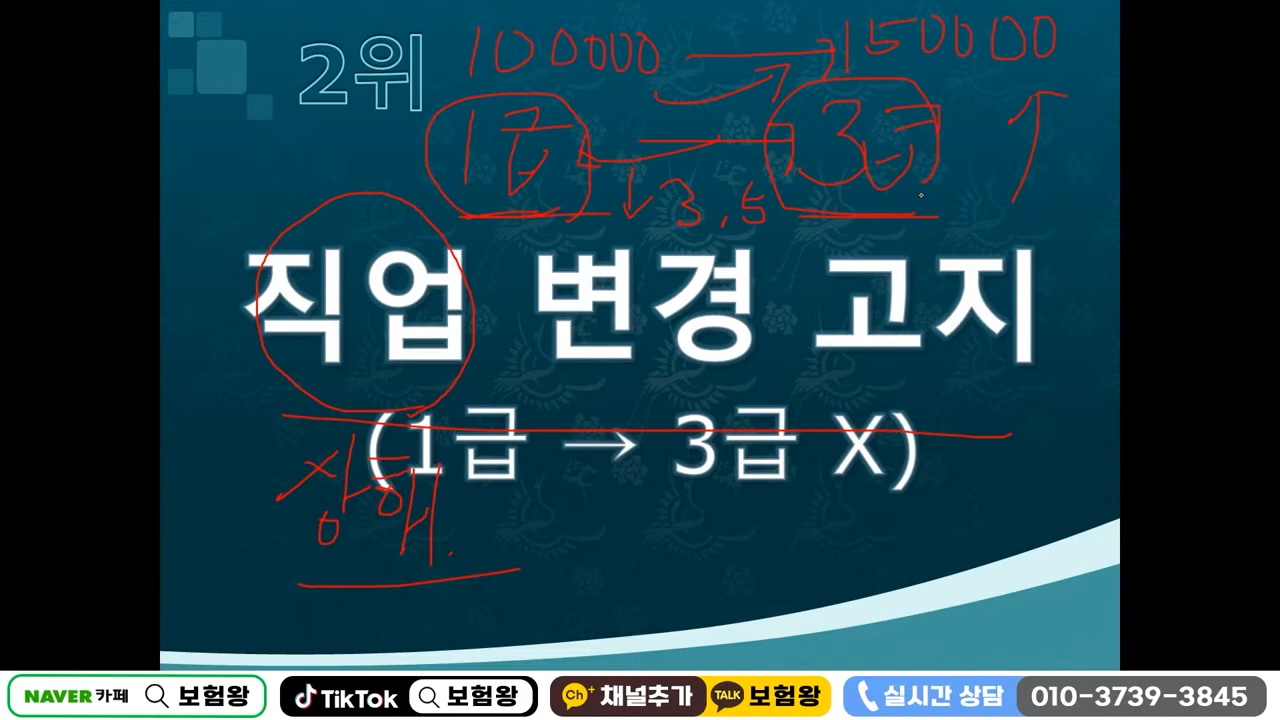 2위 100000 150000
1급 3급
3.5
직업 변경 고지
(1급 → 3급 X)
상해.
NAVER 카페 보험왕 TikTok 보험왕 Ch+ 채널추가 TALK 보험왕 실시간 상담 010-3739-3845